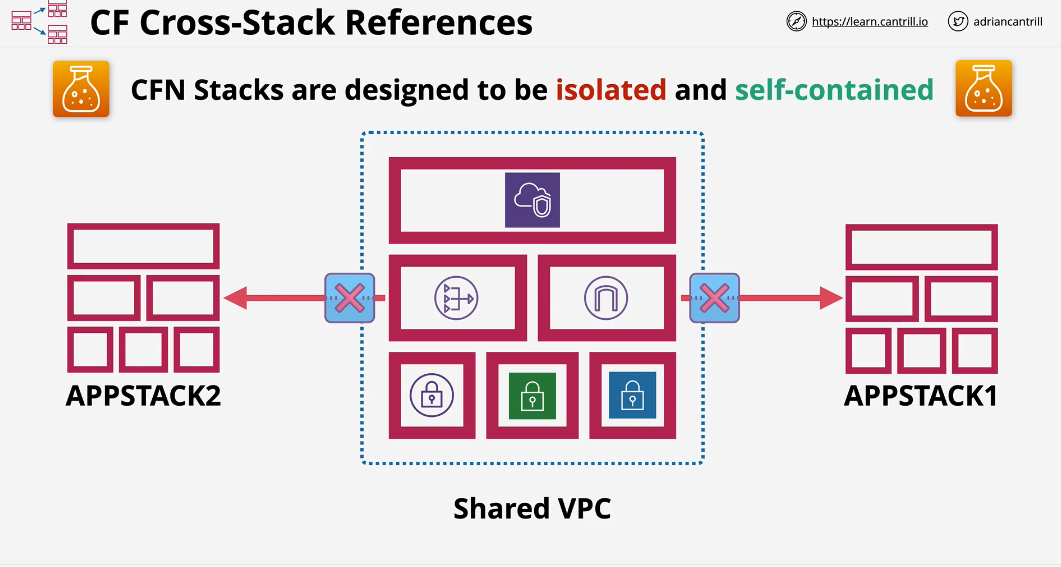 CF Cross-Stack References
https://learn.cantrill.io
adriancantrill
CFN Stacks are designed to be isolated and self-contained
APPSTACK2
APPSTACK1
Shared VPC